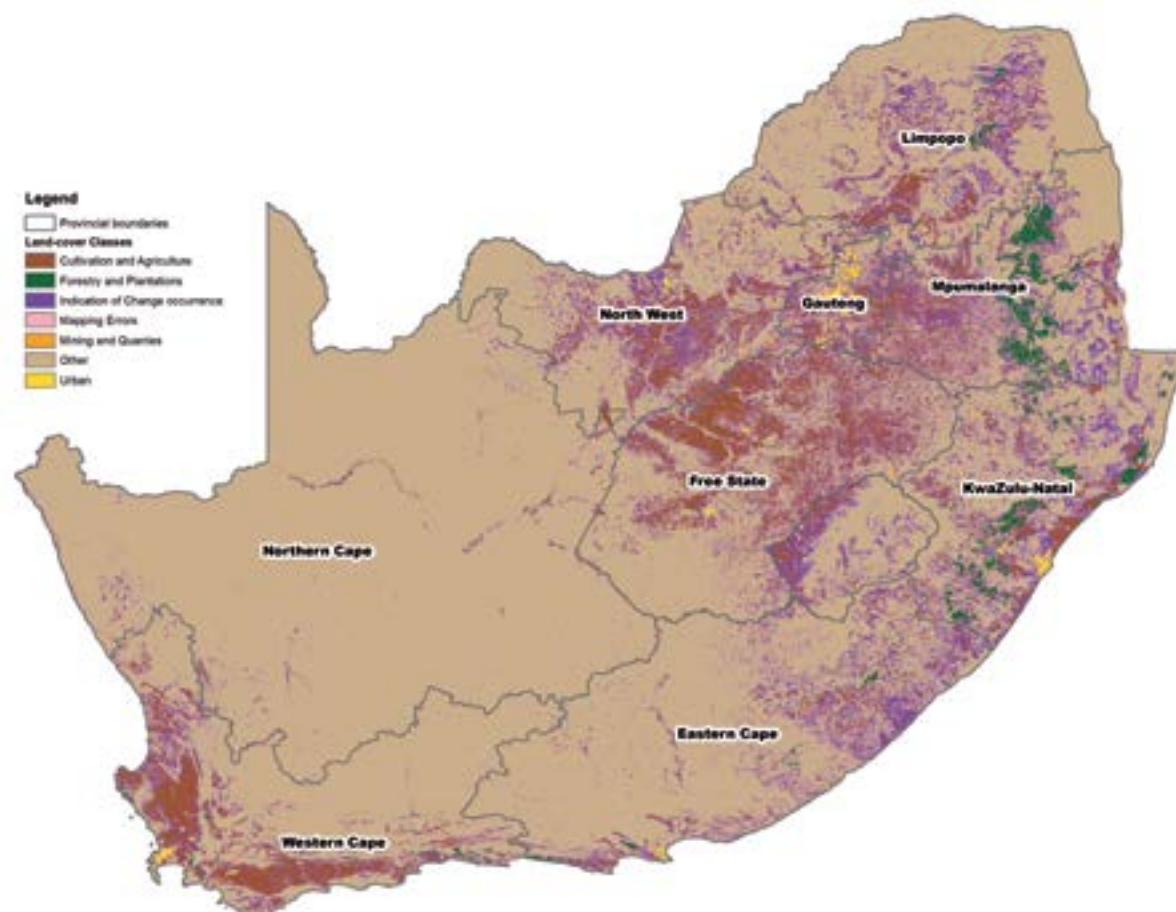 Legend
Provincial boundaries
Land-cover Classes
Cultivation and Agriculture
Forestry and Plantations
Indication of Change occurrence
Mapping Errors
Mining and Quarries
Other
Urban
Limpopo
North West
Gauteng
Mpumalanga
Free State
KwaZulu-Natal
Northern Cape
Eastern Cape
Western Cape